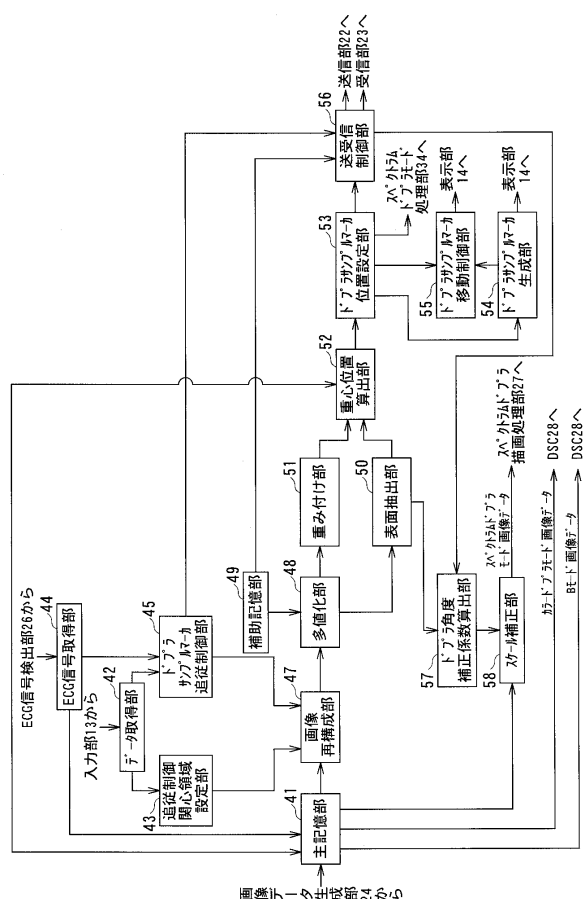 ECG信号検出部26から
44
ECG信号取得部
入力部13から
42
データ取得部
45
ドプラ
サンプルマーカ
追従制御部
43
追従制御
関心領域
設定部
画像データ生成部24から
41
主記憶部
47
画像
再構成部
49
補助記憶部
48
多値化部
51
重み付け部
50
表面抽出部
52
重心位置
算出部
53
ドプラサンプルマーカ
位置設定部
56
送受信
制御部
送信部22へ
受信部23へ
スペクトラム
ドプラモード
処理部34へ
55
ドプラサンプルマーカ
移動制御部
表示部
14へ
54
ドプラサンプルマーカ
生成部
表示部
14へ
57
ドプラ角度
補正係数算出部
58
スケール補正部
スペクトラムドプラ
モード画像データ
スペクトラムドプラ
描画処理部27へ
カラードプラモード画像データ
DSC28へ
Bモード画像データ
DSC28へ